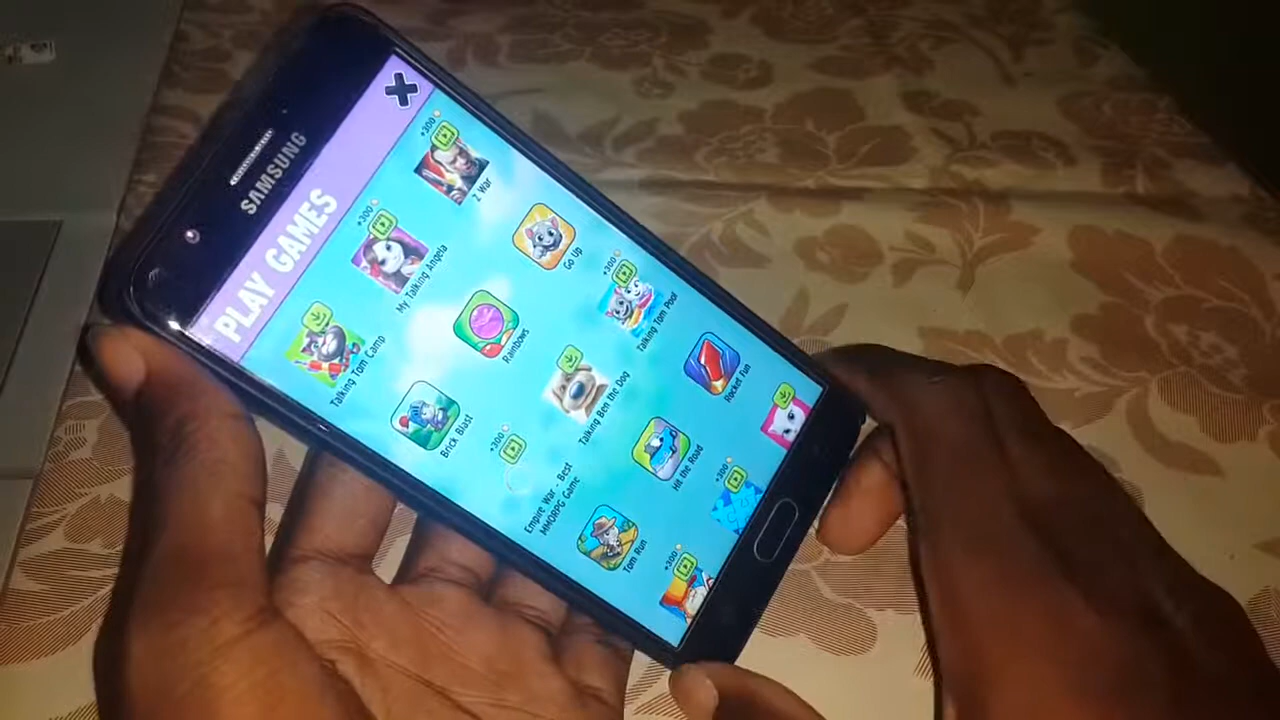 SAMSUNG
PLAY GAMES
Talking Tom Camp
+300
My Talking Angela
+300
Z War
Brick Blast
Rainbows
Go Up
+300
Empire War - Best
MMORPG Game
Talking Ben the Dog
+300
Talking Tom Pool
Tom Run
Hit the Road
Rocket Fun
+300
+300